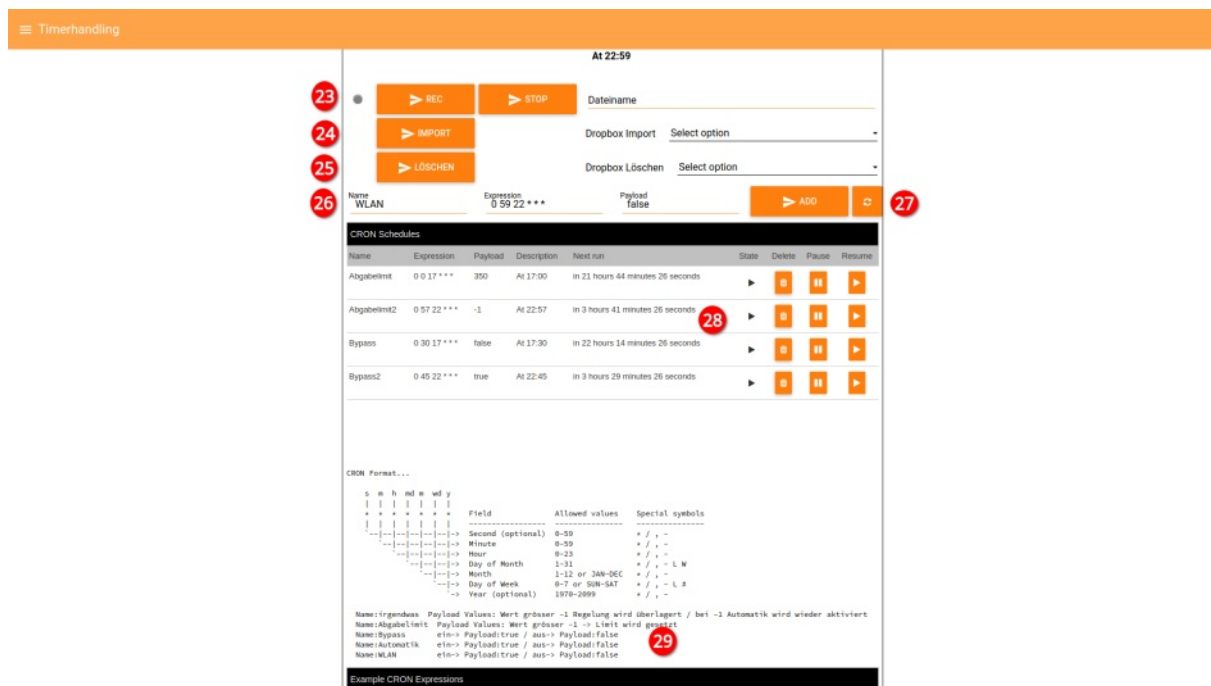 Timerhandling
At 22:59
23 REC STOP Dateiname
24 IMPORT Dropbox Import Select option
25 LÖSCHEN Dropbox Löschen Select option
Name Expression Payload
26 WLAN 0 59 22 * * * false ADD 27
CRON Schedules
Name Expression Payload Description Next run State Delete Pause Resume
Abgabelimit 0 0 17 * * * 350 At 17:00 in 21 hours 44 minutes 26 seconds
Abgabelimit2 0 57 22 * * * -1 At 22:57 in 3 hours 41 minutes 26 seconds 28
Bypass 0 30 17 * * * false At 17:30 in 22 hours 14 minutes 26 seconds
Bypass2 0 45 22 * * * true At 22:45 in 3 hours 29 minutes 26 seconds
CRON Format...
s m h md m wd y
| | | | | | |
* * * * * * * Field Allowed values Special symbols
| | | | | | | ----------------- --------------- ---------------
`--|--|--|--|--|--|-> Second (optional) 0-59 * / , -
`--|--|--|--|--|-> Minute 0-59 * / , -
`--|--|--|--|-> Hour 0-23 * / , -
`--|--|--|-> Day of Month 1-31 * / , - L W
`--|--|-> Month 1-12 or JAN-DEC * / , -
`--|-> Day of Week 0-7 or SUN-SAT * / , - L #
`-> Year (optional) 1970-2099 * / , -
Name:irgendwas Payload Values: Wert grösser -1 Regelung wird überlagert / bei -1 Automatik wird wieder aktiviert
Name:Abgabelimit Payload Values: Wert grösser -1 -> Limit wird gesetzt
Name:Bypass ein-> Payload:true / aus-> Payload:false
Name:Automatik ein-> Payload:true / aus-> Payload:false 29
Name:WLAN ein-> Payload:true / aus-> Payload:false
Example CRON Expressions